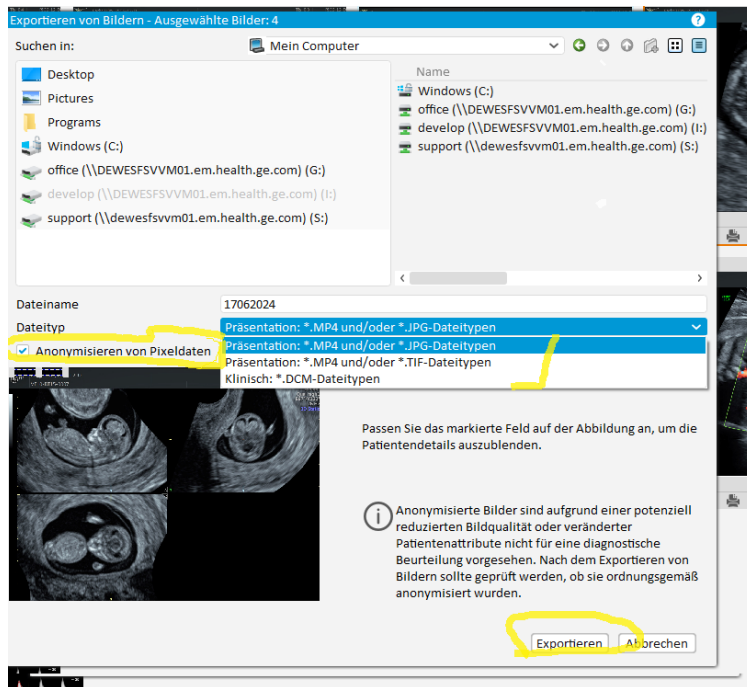 Exportieren von Bildern - Ausgewählte Bilder: 4
?
Suchen in:
Mein Computer
Desktop
Pictures
Programs
Windows (C:)
office (\\DEWESFSVVM01.em.health.ge.com) (G:)
develop (\\DEWESFSVVM01.em.health.ge.com) (I:)
support (\\dewesfsvvm01.em.health.ge.com) (S:)
Name
Windows (C:)
office (\\DEWESFSVVM01.em.health.ge.com) (G:)
develop (\\DEWESFSVVM01.em.health.ge.com) (I:)
support (\\dewesfsvvm01.em.health.ge.com) (S:)
Dateiname
17062024
Dateityp
Präsentation: *.MP4 und/oder *.JPG-Dateitypen
Präsentation: *.MP4 und/oder *.JPG-Dateitypen
Präsentation: *.MP4 und/oder *.TIF-Dateitypen
Klinisch: *.DCM-Dateitypen
Anonymisieren von Pixeldaten
Passen Sie das markierte Feld auf der Abbildung an, um die
Patientendetails auszublenden.
Anonymisierte Bilder sind aufgrund einer potenziell
reduzierten Bildqualität oder veränderter
Patientenattribute nicht für eine diagnostische
Beurteilung vorgesehen. Nach dem Exportieren von
Bildern sollte geprüft werden, ob sie ordnungsgemäß
anonymisiert wurden.
Exportieren
Abbrechen